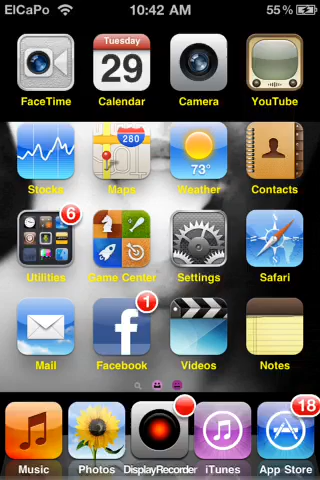 ElCaPo 10:42 AM 55%
Tuesday
29
FaceTime Calendar Camera YouTube
280
73°
Stocks Maps Weather Contacts
6
Utilities Game Center Settings Safari
1
Mail Facebook Videos Notes
18
Music Photos DisplayRecorder iTunes App Store